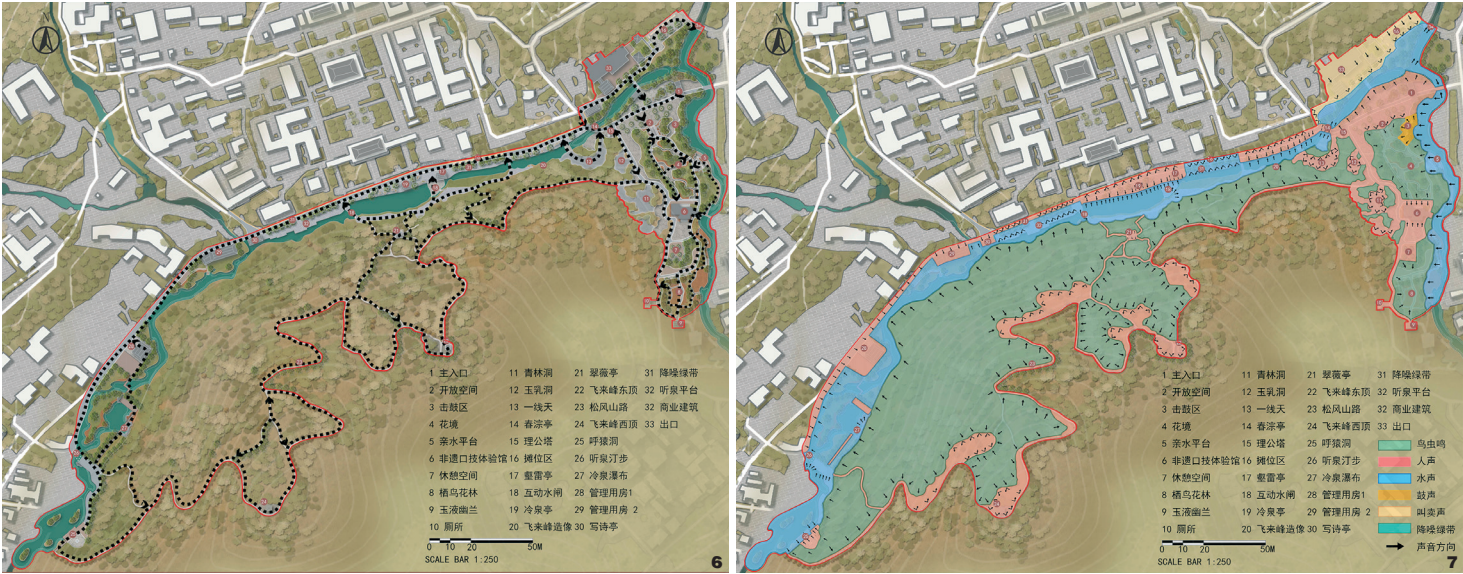 N
1 主入口 11 青林洞 21 翠薇亭 31 降噪绿带
2 开放空间 12 玉乳洞 22 飞来峰东顶 32 听泉平台
3 击鼓区 13 一线天 23 松风山路 32 商业建筑
4 花境 14 春淙亭 24 飞来峰西顶 33 出口
5 亲水平台 15 理公塔 25 呼猿洞
6 非遗口技体验馆 16 摊位区 26 听泉汀步
7 休憩空间 17 壑雷亭 27 冷泉瀑布
8 栖鸟花林 18 互动水闸 28 管理用房1
9 玉液幽兰 19 冷泉亭 29 管理用房 2
10 厕所 20 飞来峰造像 30 写诗亭
0 10 20 50M
SCALE BAR 1:250
6
N
1 主入口 11 青林洞 21 翠薇亭 31 降噪绿带
2 开放空间 12 玉乳洞 22 飞来峰东顶 32 听泉平台
3 击鼓区 13 一线天 23 松风山路 32 商业建筑
4 花境 14 春淙亭 24 飞来峰西顶 33 出口
5 亲水平台 15 理公塔 25 呼猿洞
6 非遗口技体验馆 16 摊位区 26 听泉汀步
7 休憩空间 17 壑雷亭 27 冷泉瀑布
8 栖鸟花林 18 互动水闸 28 管理用房1
9 玉液幽兰 19 冷泉亭 29 管理用房 2
10 厕所 20 飞来峰造像 30 写诗亭
鸟虫鸣
人声
水声
鼓声
叫卖声
降噪绿带
声音方向
0 10 20 50M
SCALE BAR 1:250
7